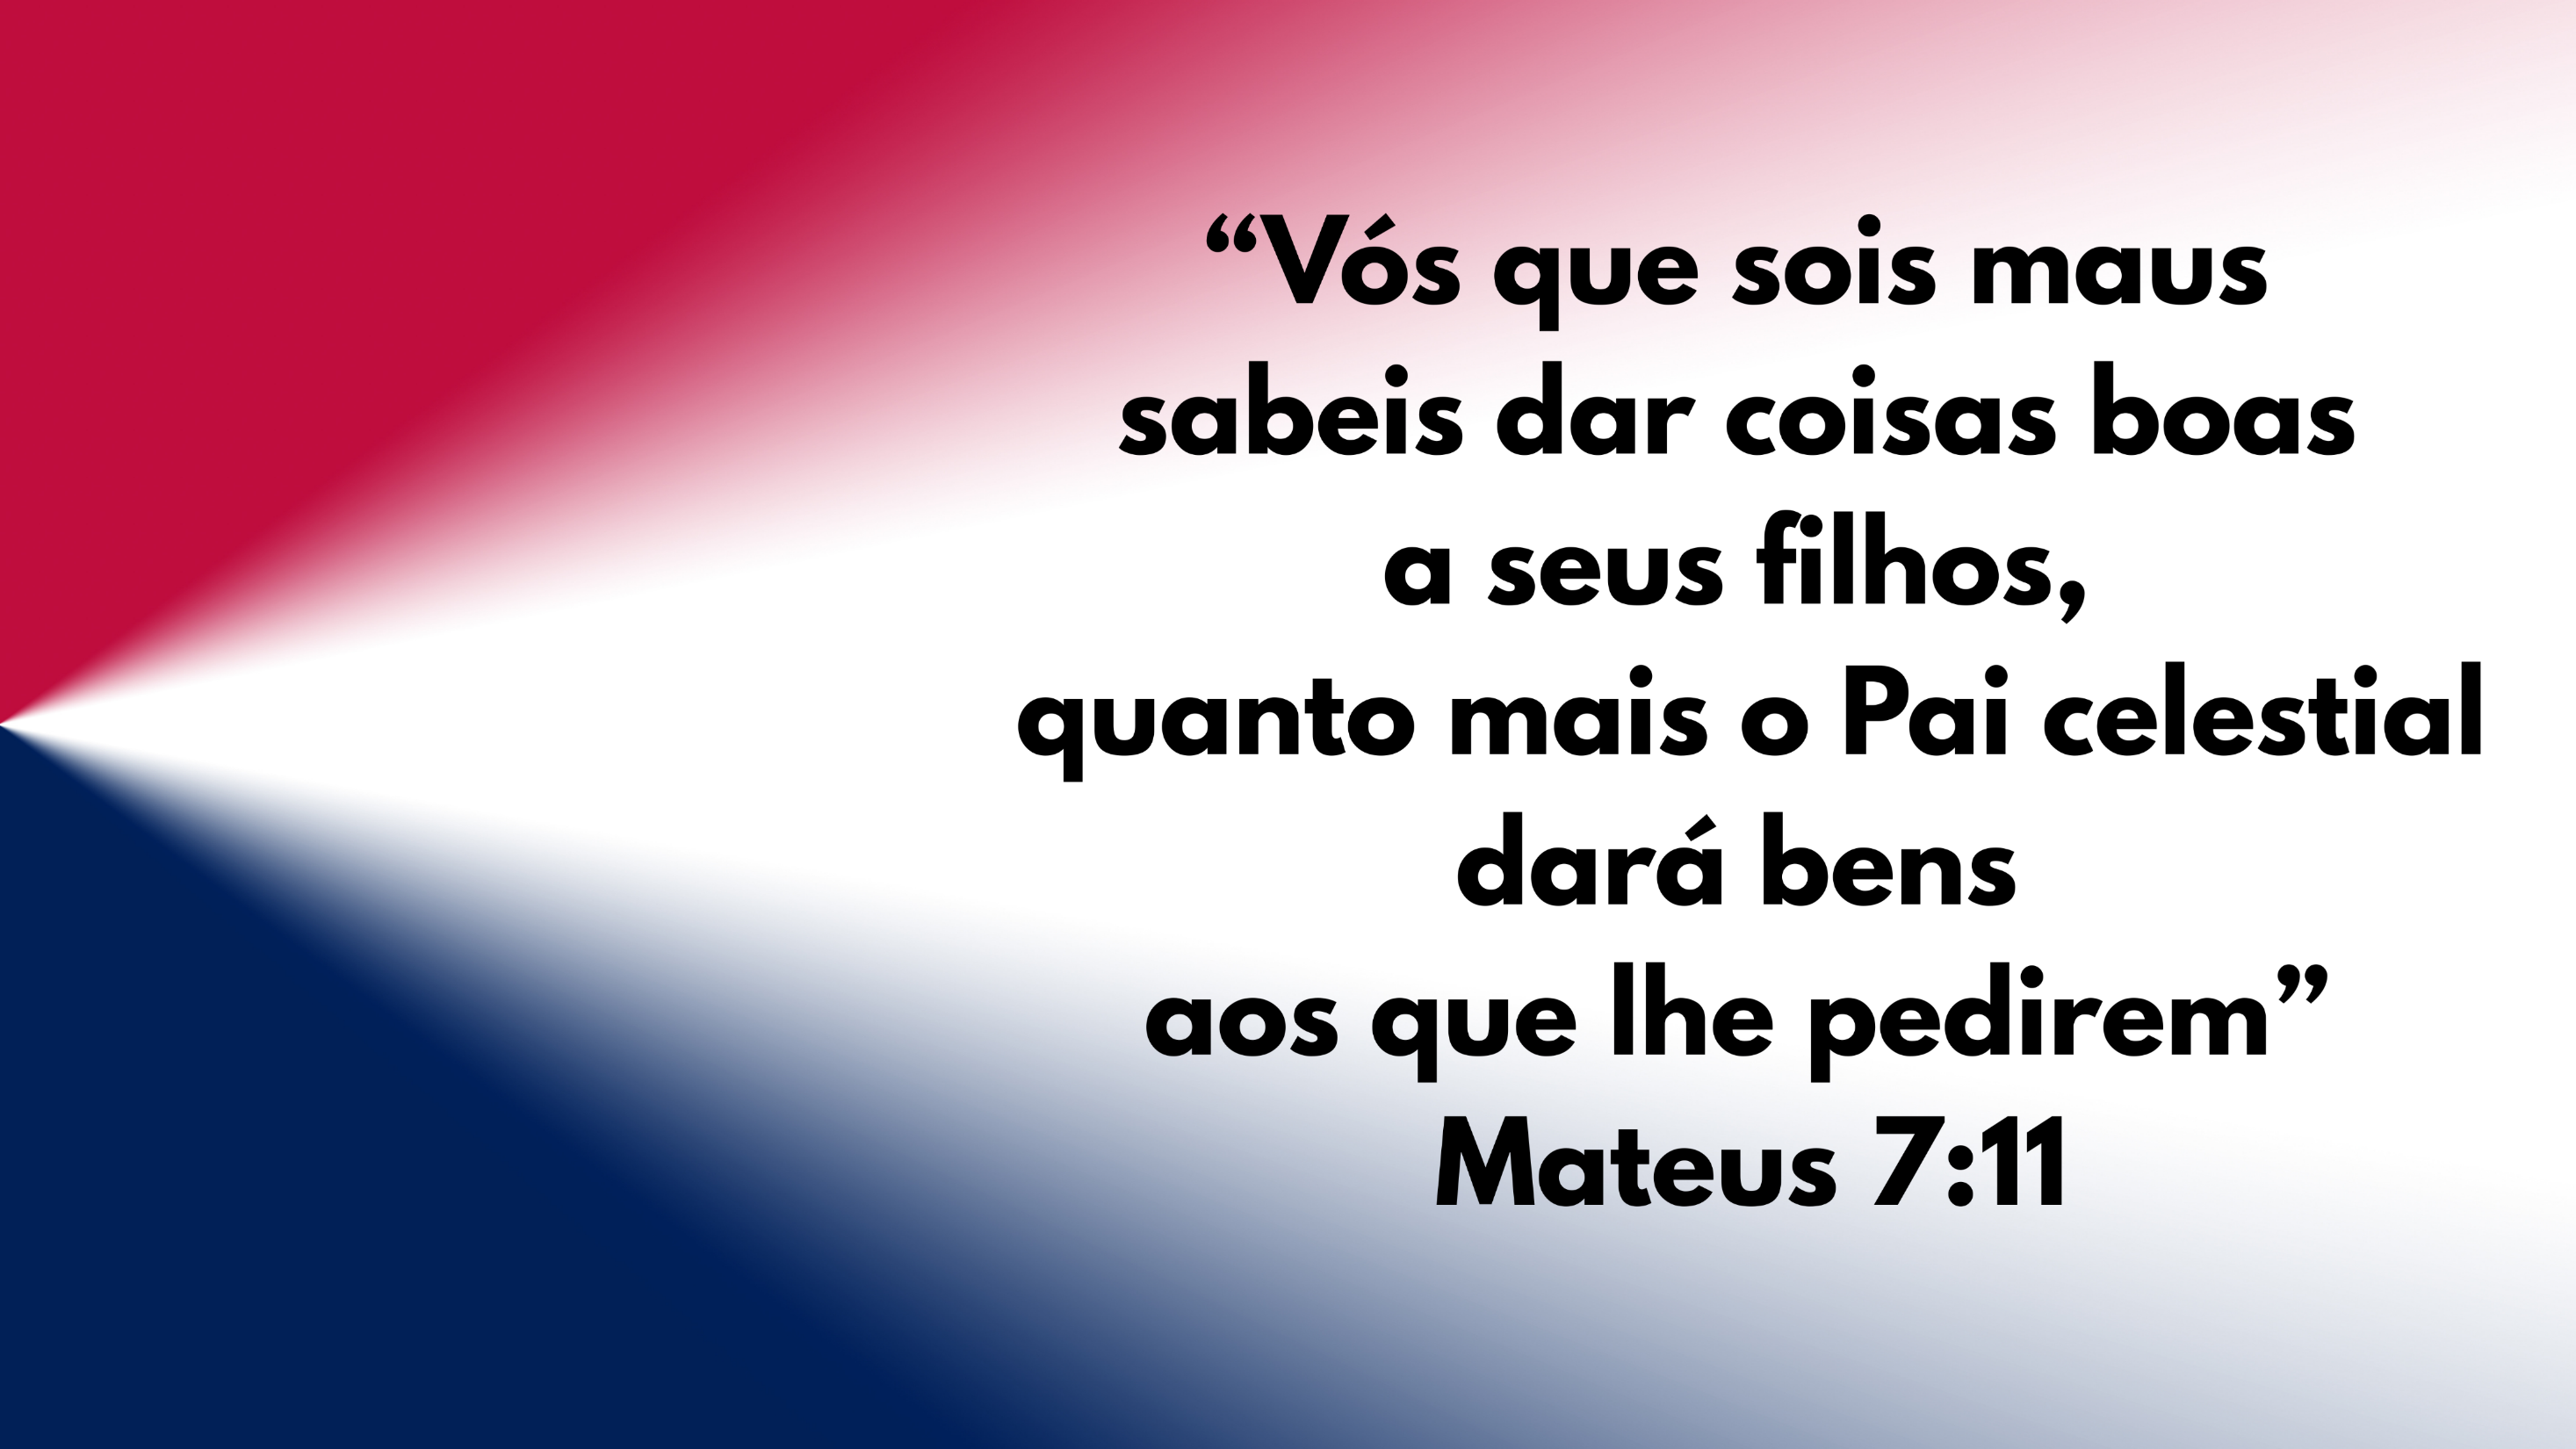 “Vós que sois maus
sabeis dar coisas boas
a seus filhos,
quanto mais o Pai celestial
dará bens
aos que lhe pedirem”
Mateus 7:11